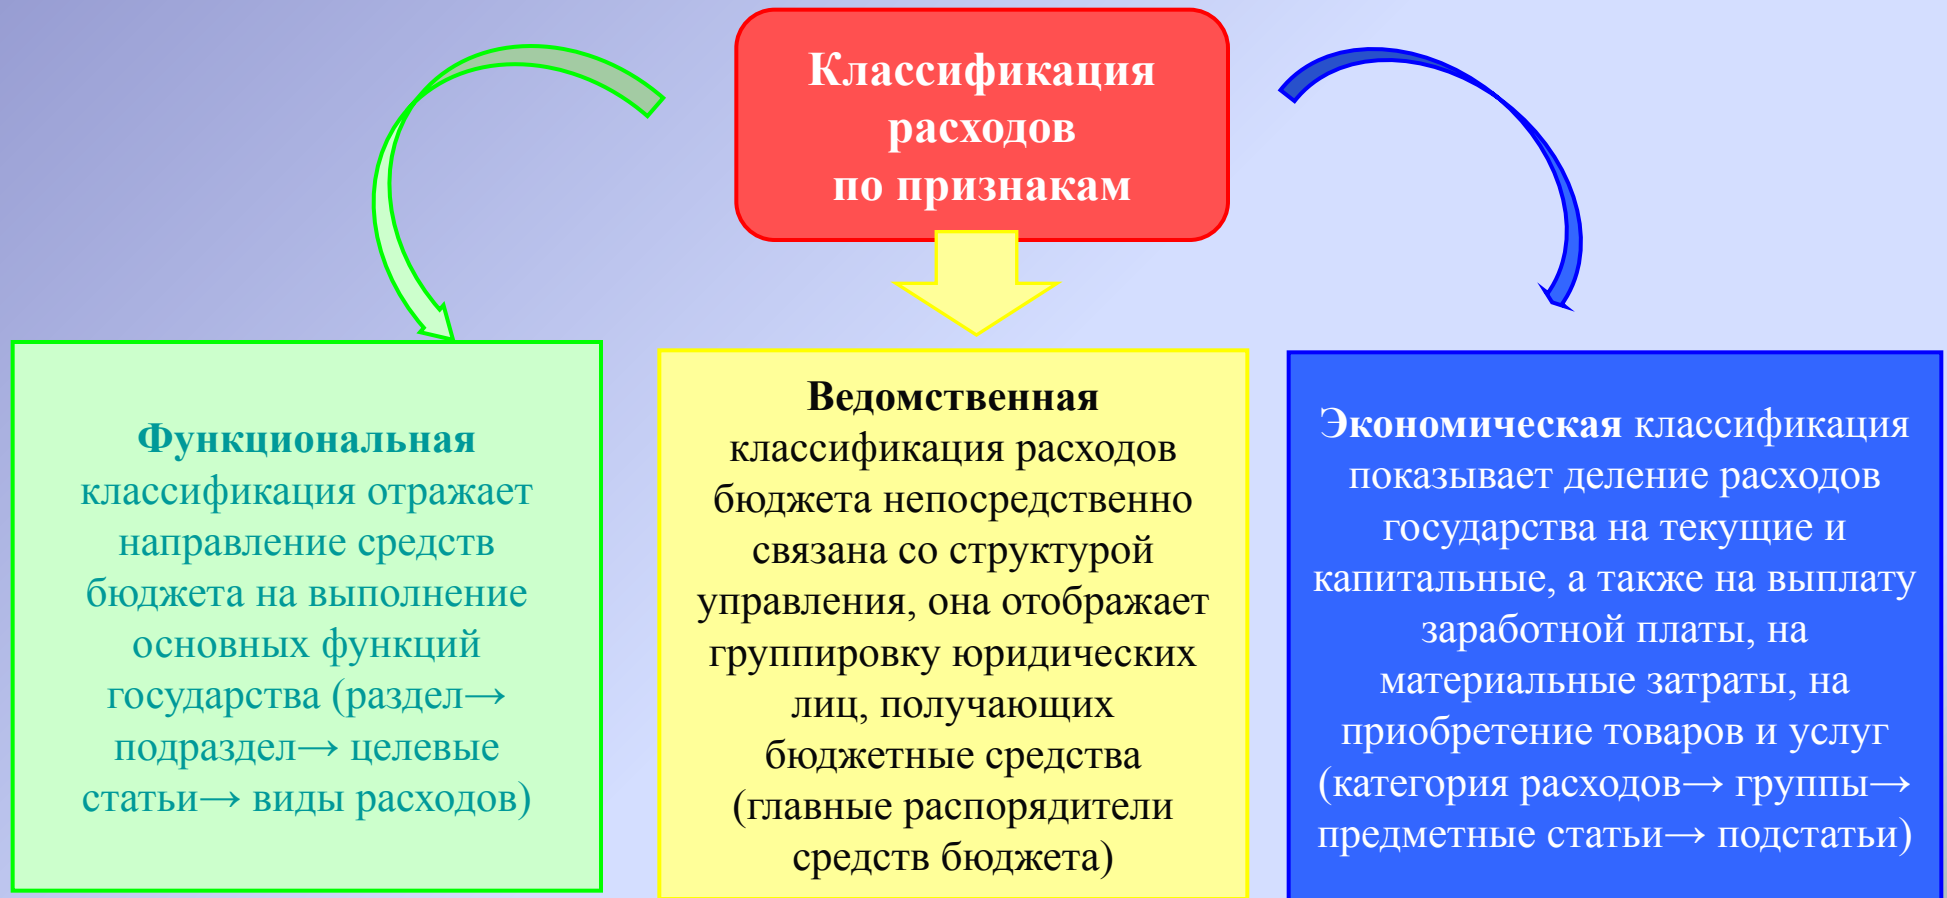 Классификация
расходов
по признакам
Функциональная
классификация отражает
направление средств
бюджета на выполнение
основных функций
государства (раздел→
подраздел→ целевые
статьи→ виды расходов)
Ведомственная
классификация расходов
бюджета непосредственно
связана со структурой
управления, она отображает
группировку юридических
лиц, получающих
бюджетные средства
(главные распорядители
средств бюджета)
Экономическая классификация
показывает деление расходов
государства на текущие и
капитальные, а также на выплату
заработной платы, на
материальные затраты, на
приобретение товаров и услуг
(категория расходов→ группы→
предметные статьи→ подстатьи)